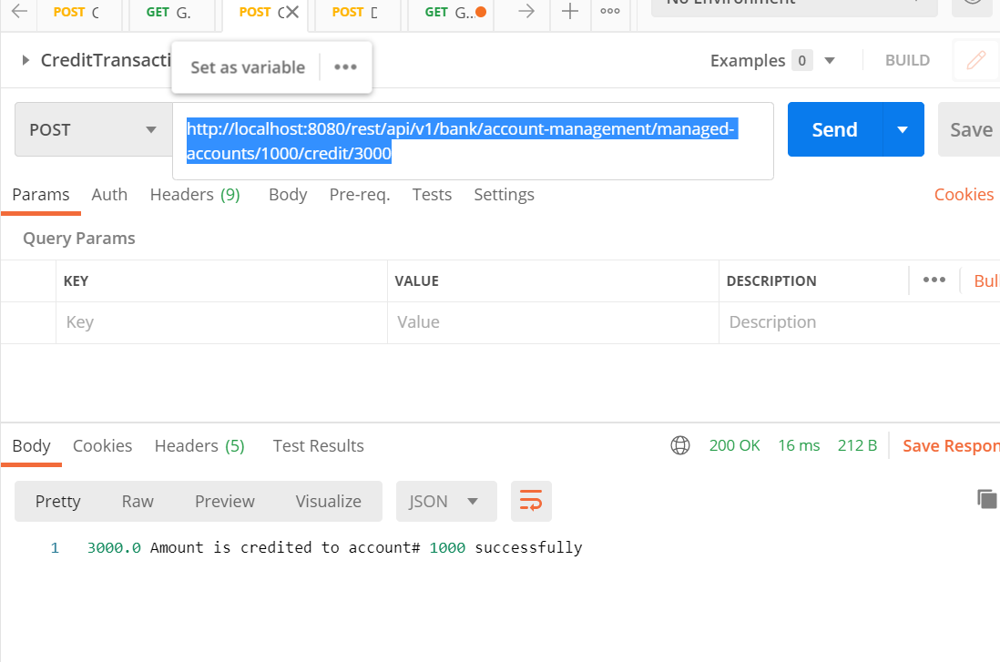 POST C GET G. POST C POST D GET G.. No Environment
CreditTransacti Set as variable Examples 0 BUILD
POST http://localhost:8080/rest/api/v1/bank/account-management/managed- Send Save
accounts/1000/credit/3000
Params Auth Headers (9) Body Pre-req. Tests Settings Cookies
Query Params
KEY VALUE DESCRIPTION Bul
Key Value Description
Body Cookies Headers (5) Test Results 200 OK 16 ms 212 B Save Respon
Pretty Raw Preview Visualize JSON
1 3000.0 Amount is credited to account# 1000 successfully